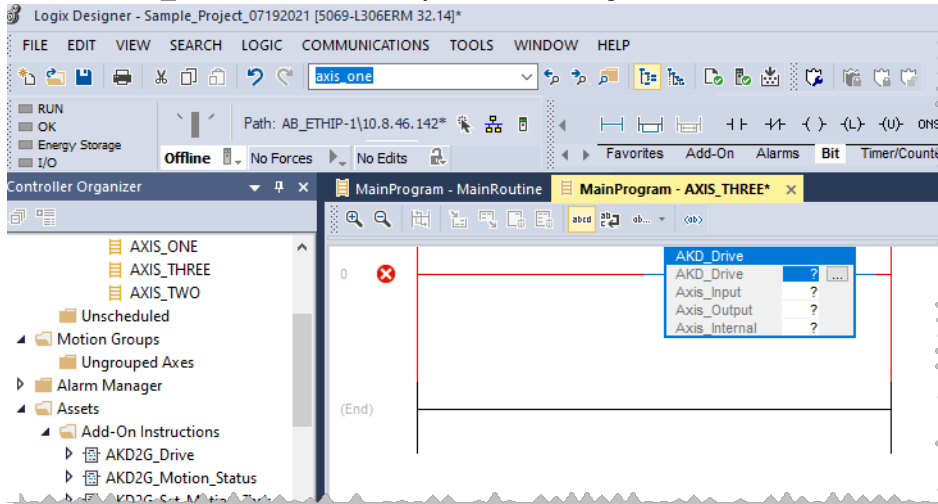 Logix Designer - Sample_Project_07192021 [5069-L306ERM 32.14]*
FILE EDIT VIEW SEARCH LOGIC COMMUNICATIONS TOOLS WINDOW HELP
axis_one
RUN
OK
Energy Storage
I/O
Path: AB_ETHIP-1\10.8.46.142*
Offline No Forces No Edits
ONS
Favorites Add-On Alarms Bit Timer/Counte
Controller Organizer
MainProgram - MainRoutine
MainProgram - AXIS_THREE*
abcd ab... <ab>
AXIS_ONE
AXIS_THREE
AXIS_TWO
Unscheduled
Motion Groups
Ungrouped Axes
Alarm Manager
Assets
Add-On Instructions
AKD2G_Drive
AKD2G_Motion_Status
0
AKD_Drive
AKD_Drive ? ...
Axis_Input ?
Axis_Output ?
Axis_Internal ?
(End)